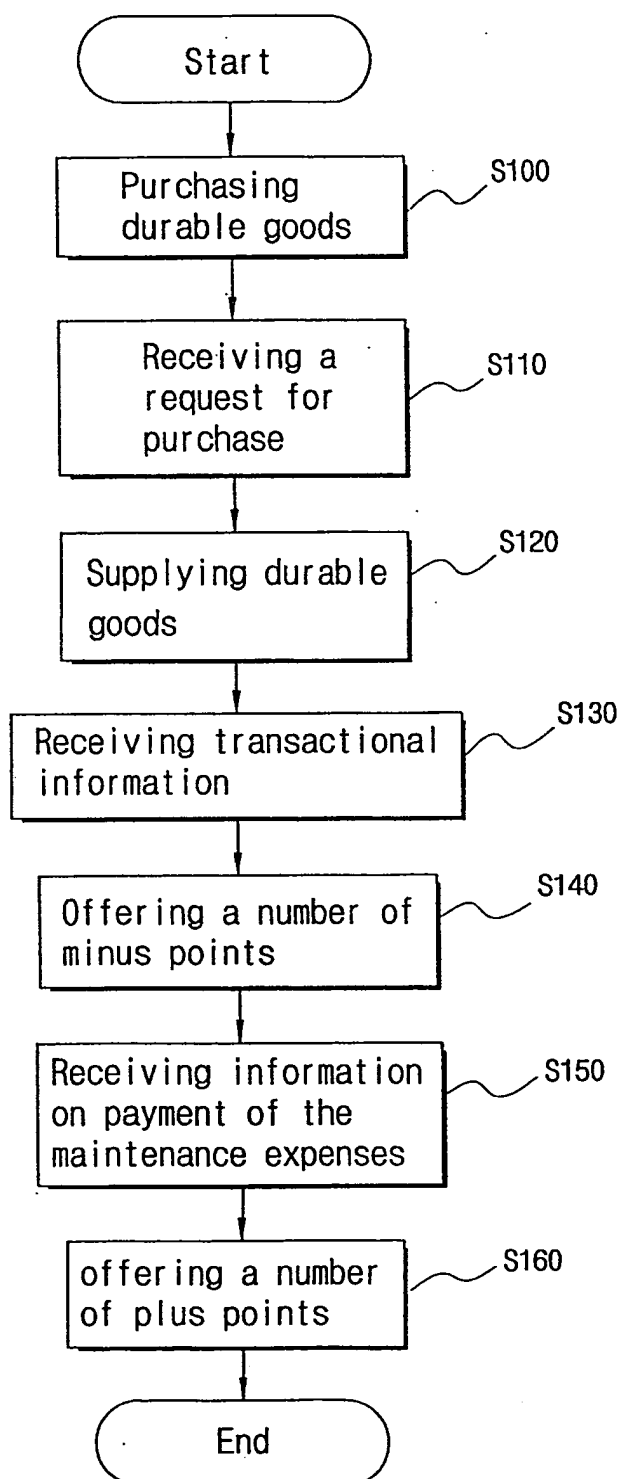 Start
Purchasing
durable goods
S100
Receiving a
request for
purchase
S110
Supplying durable
goods
S120
Receiving transactional
information
S130
Offering a number of
minus points
S140
Receiving information
on payment of the
maintenance expenses
S150
offering a number
of plus points
S160
End